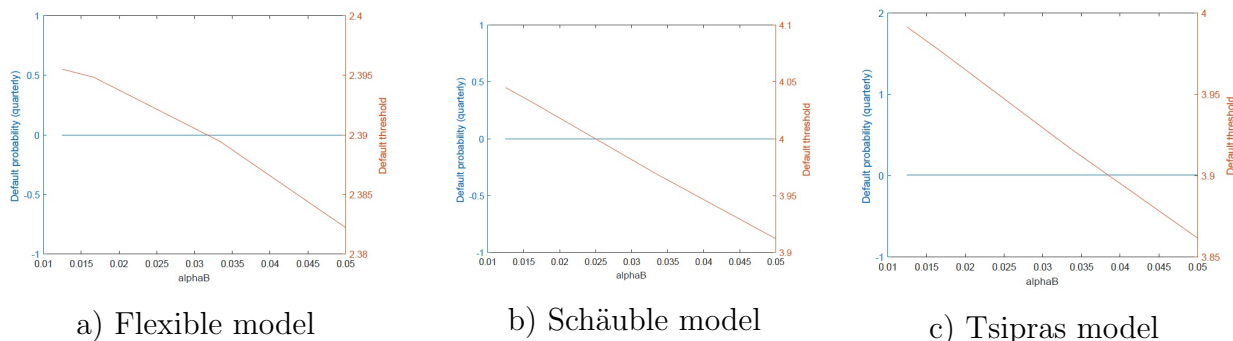 1
0.5
0
-0.5
-1
Default probability (quarterly)
2.4
2.395
2.390
2.385
2.38
Default threshold
0.01 0.015 0.02 0.025 0.03 0.035 0.04 0.045 0.05
alphaB
a) Flexible model
1
0.5
0
-0.5
-1
Default probability (quarterly)
4.1
4.05
4
3.95
3.9
Default threshold
0.01 0.015 0.02 0.025 0.03 0.035 0.04 0.045 0.05
alphaB
b) Schäuble model
2
1
0
-1
Default probability (quarterly)
4
3.95
3.9
3.85
Default threshold
0.01 0.015 0.02 0.025 0.03 0.035 0.04 0.045 0.05
alphaB
c) Tsipras model